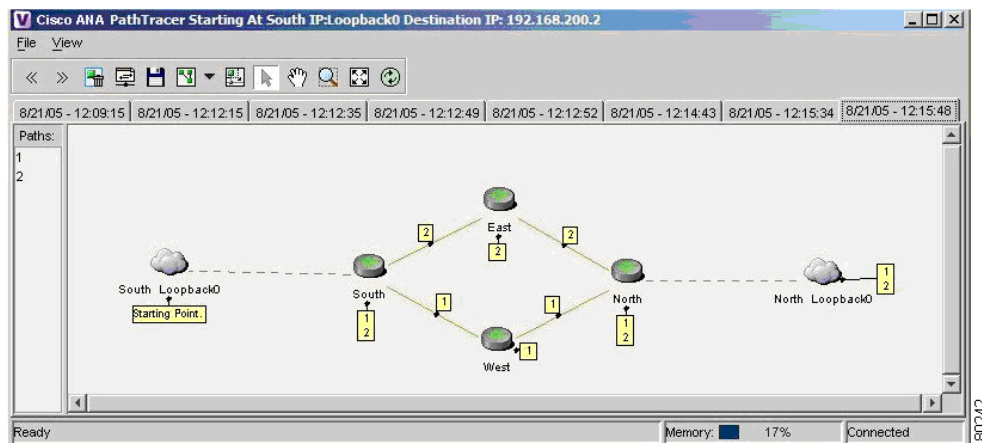 Cisco ANA PathTracer Starting At South IP:Loopback0 Destination IP: 192.168.200.2
File View
8/21/05 - 12:09:15 8/21/05 - 12:12:15 8/21/05 - 12:12:35 8/21/05 - 12:12:49 8/21/05 - 12:12:52 8/21/05 - 12:14:43 8/21/05 - 12:15:34 8/21/05 - 12:15:48
Paths:
1
2
South Loopback0
Starting Point.
South
1
2
2
East
2
2
1
West
1
1
North
1
2
North Loopback0
1
2
Ready
Memory: 17%
Connected
80242